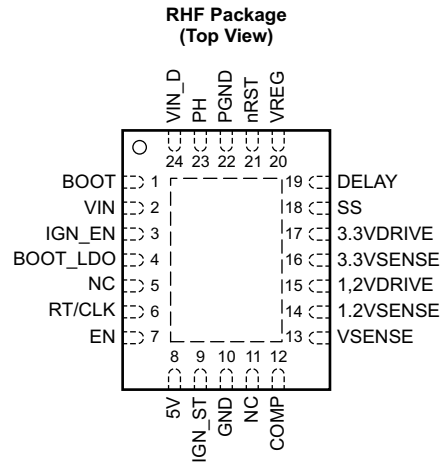 RHF Package
(Top View)
VIN_D
PH
PGND
nRST
VREG
24 23 22 21 20
BOOT 1
VIN 2
IGN_EN 3
BOOT_LDO 4
NC 5
RT/CLK 6
EN 7
19 DELAY
18 SS
17 3.3VDRIVE
16 3.3VSENSE
15 1,2VDRIVE
14 1.2VSENSE
13 VSENSE
8 9 10 11 12
5V
IGN_ST
GND
NC
COMP